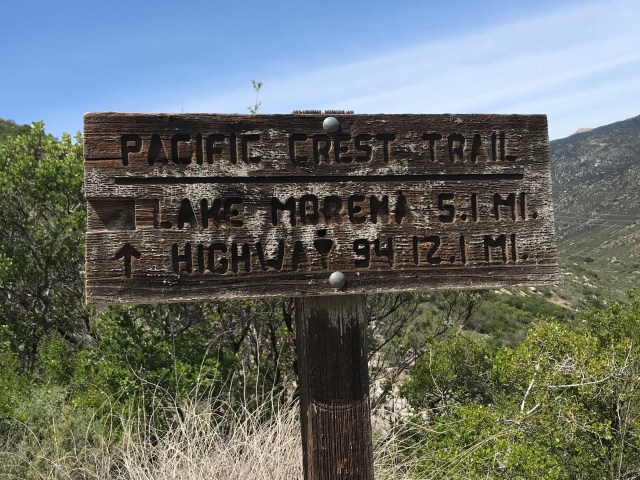 PACIFIC CREST TRAIL
LAKE MORENA 5.1 MI.
↑ HIGHWAY 94 12.1 MI.